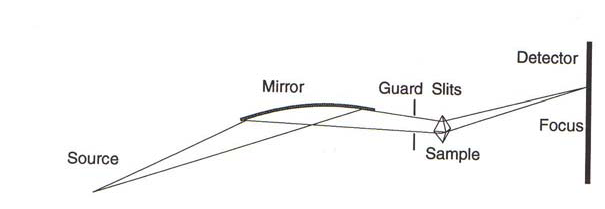 Detector
Mirror
Guard Slits
Focus
Sample
Source